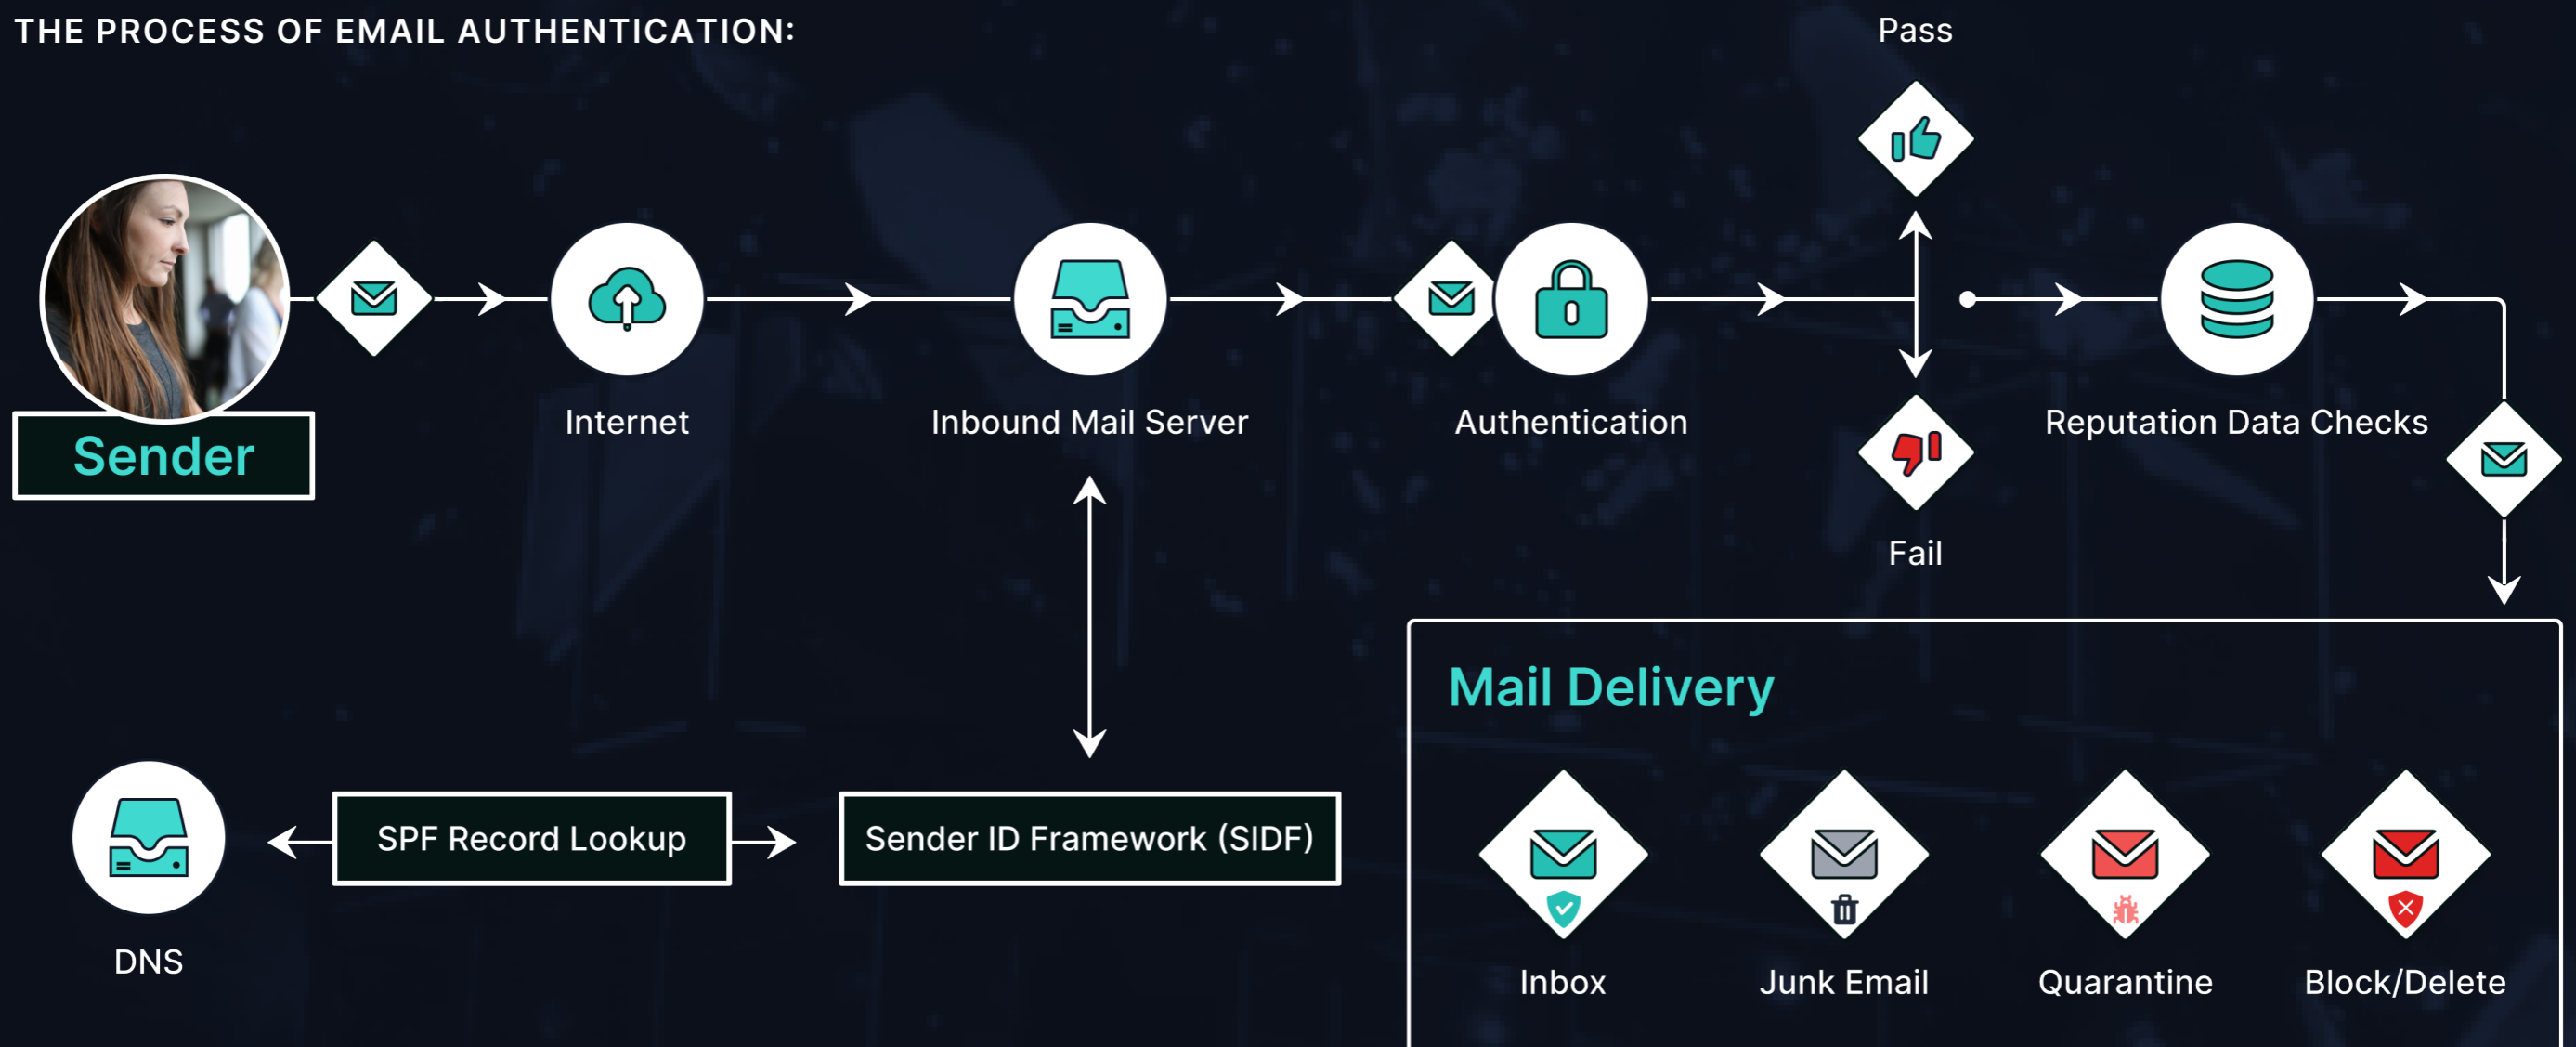 THE PROCESS OF EMAIL AUTHENTICATION:
Pass
Sender
Internet
Inbound Mail Server
Authentication
Reputation Data Checks
Fail
Mail Delivery
SPF Record Lookup
Sender ID Framework (SIDF)
DNS
Inbox
Junk Email
Quarantine
Block/Delete